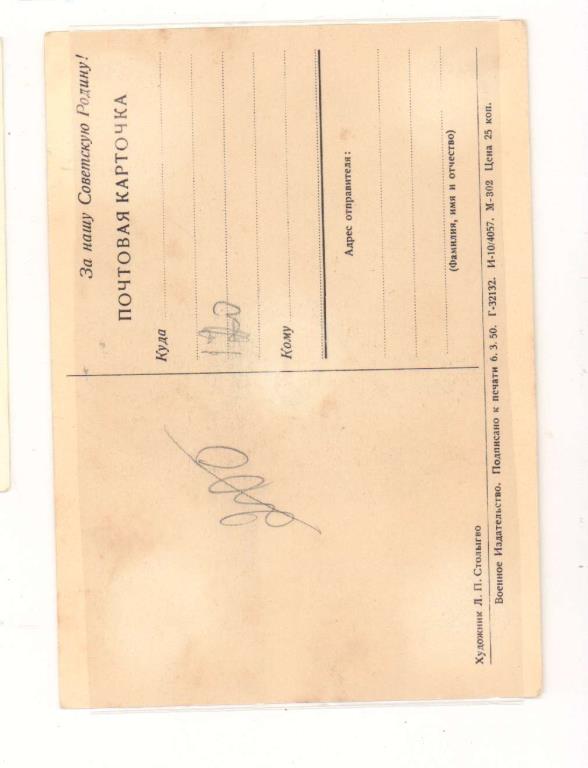 За нашу Советскую Родину!
ПОЧТОВАЯ КАРТОЧКА
Куда
Кому
Адрес отправителя:
(Фамилия, имя и отчество)
Художник Л. П. Столыгво
Военное Издательство. Подписано к печати 6. 3. 50. Г-32132. И-10/4057. М-302 Цена 25 коп.